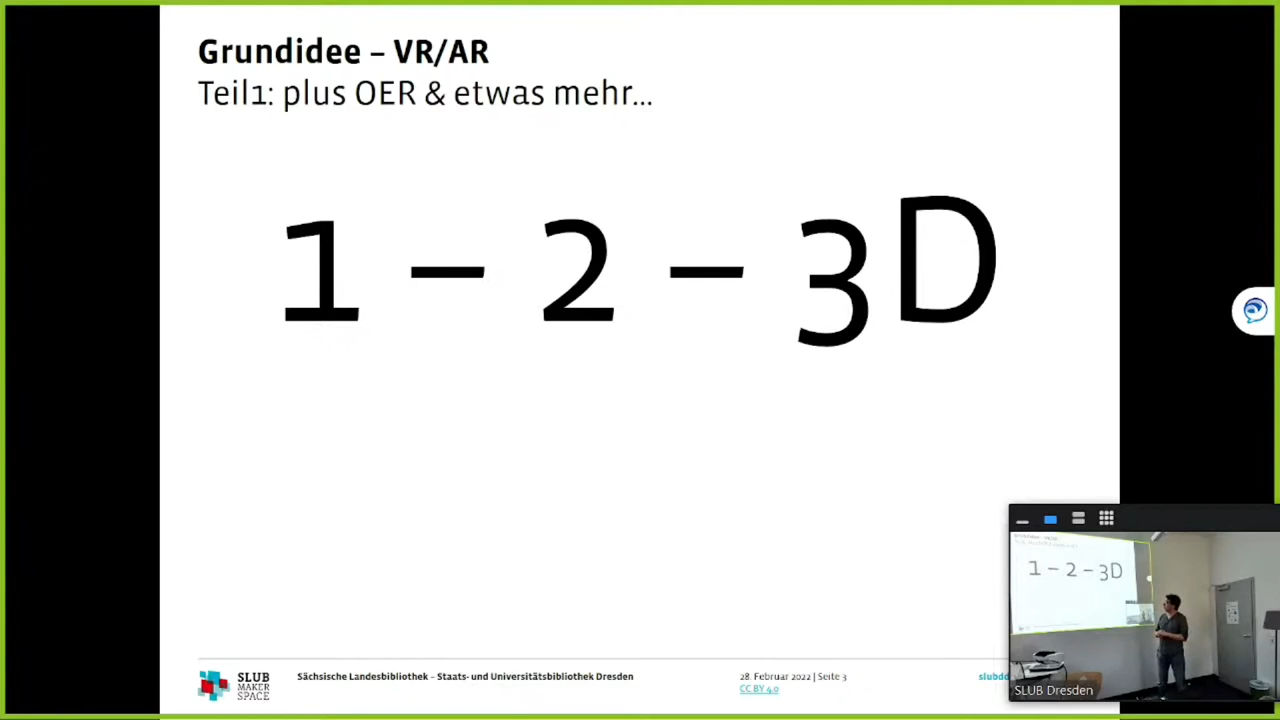 Grundidee – VR/AR
Teil1: plus OER & etwas mehr...
1 – 2 – 3D
SLUB
MAKER
SPACE
Sächsische Landesbibliothek – Staats- und Universitätsbibliothek Dresden
28. Februar 2022 | Seite 3
CC BY 4.0
1 – 2 – 3D
SLUB Dresden